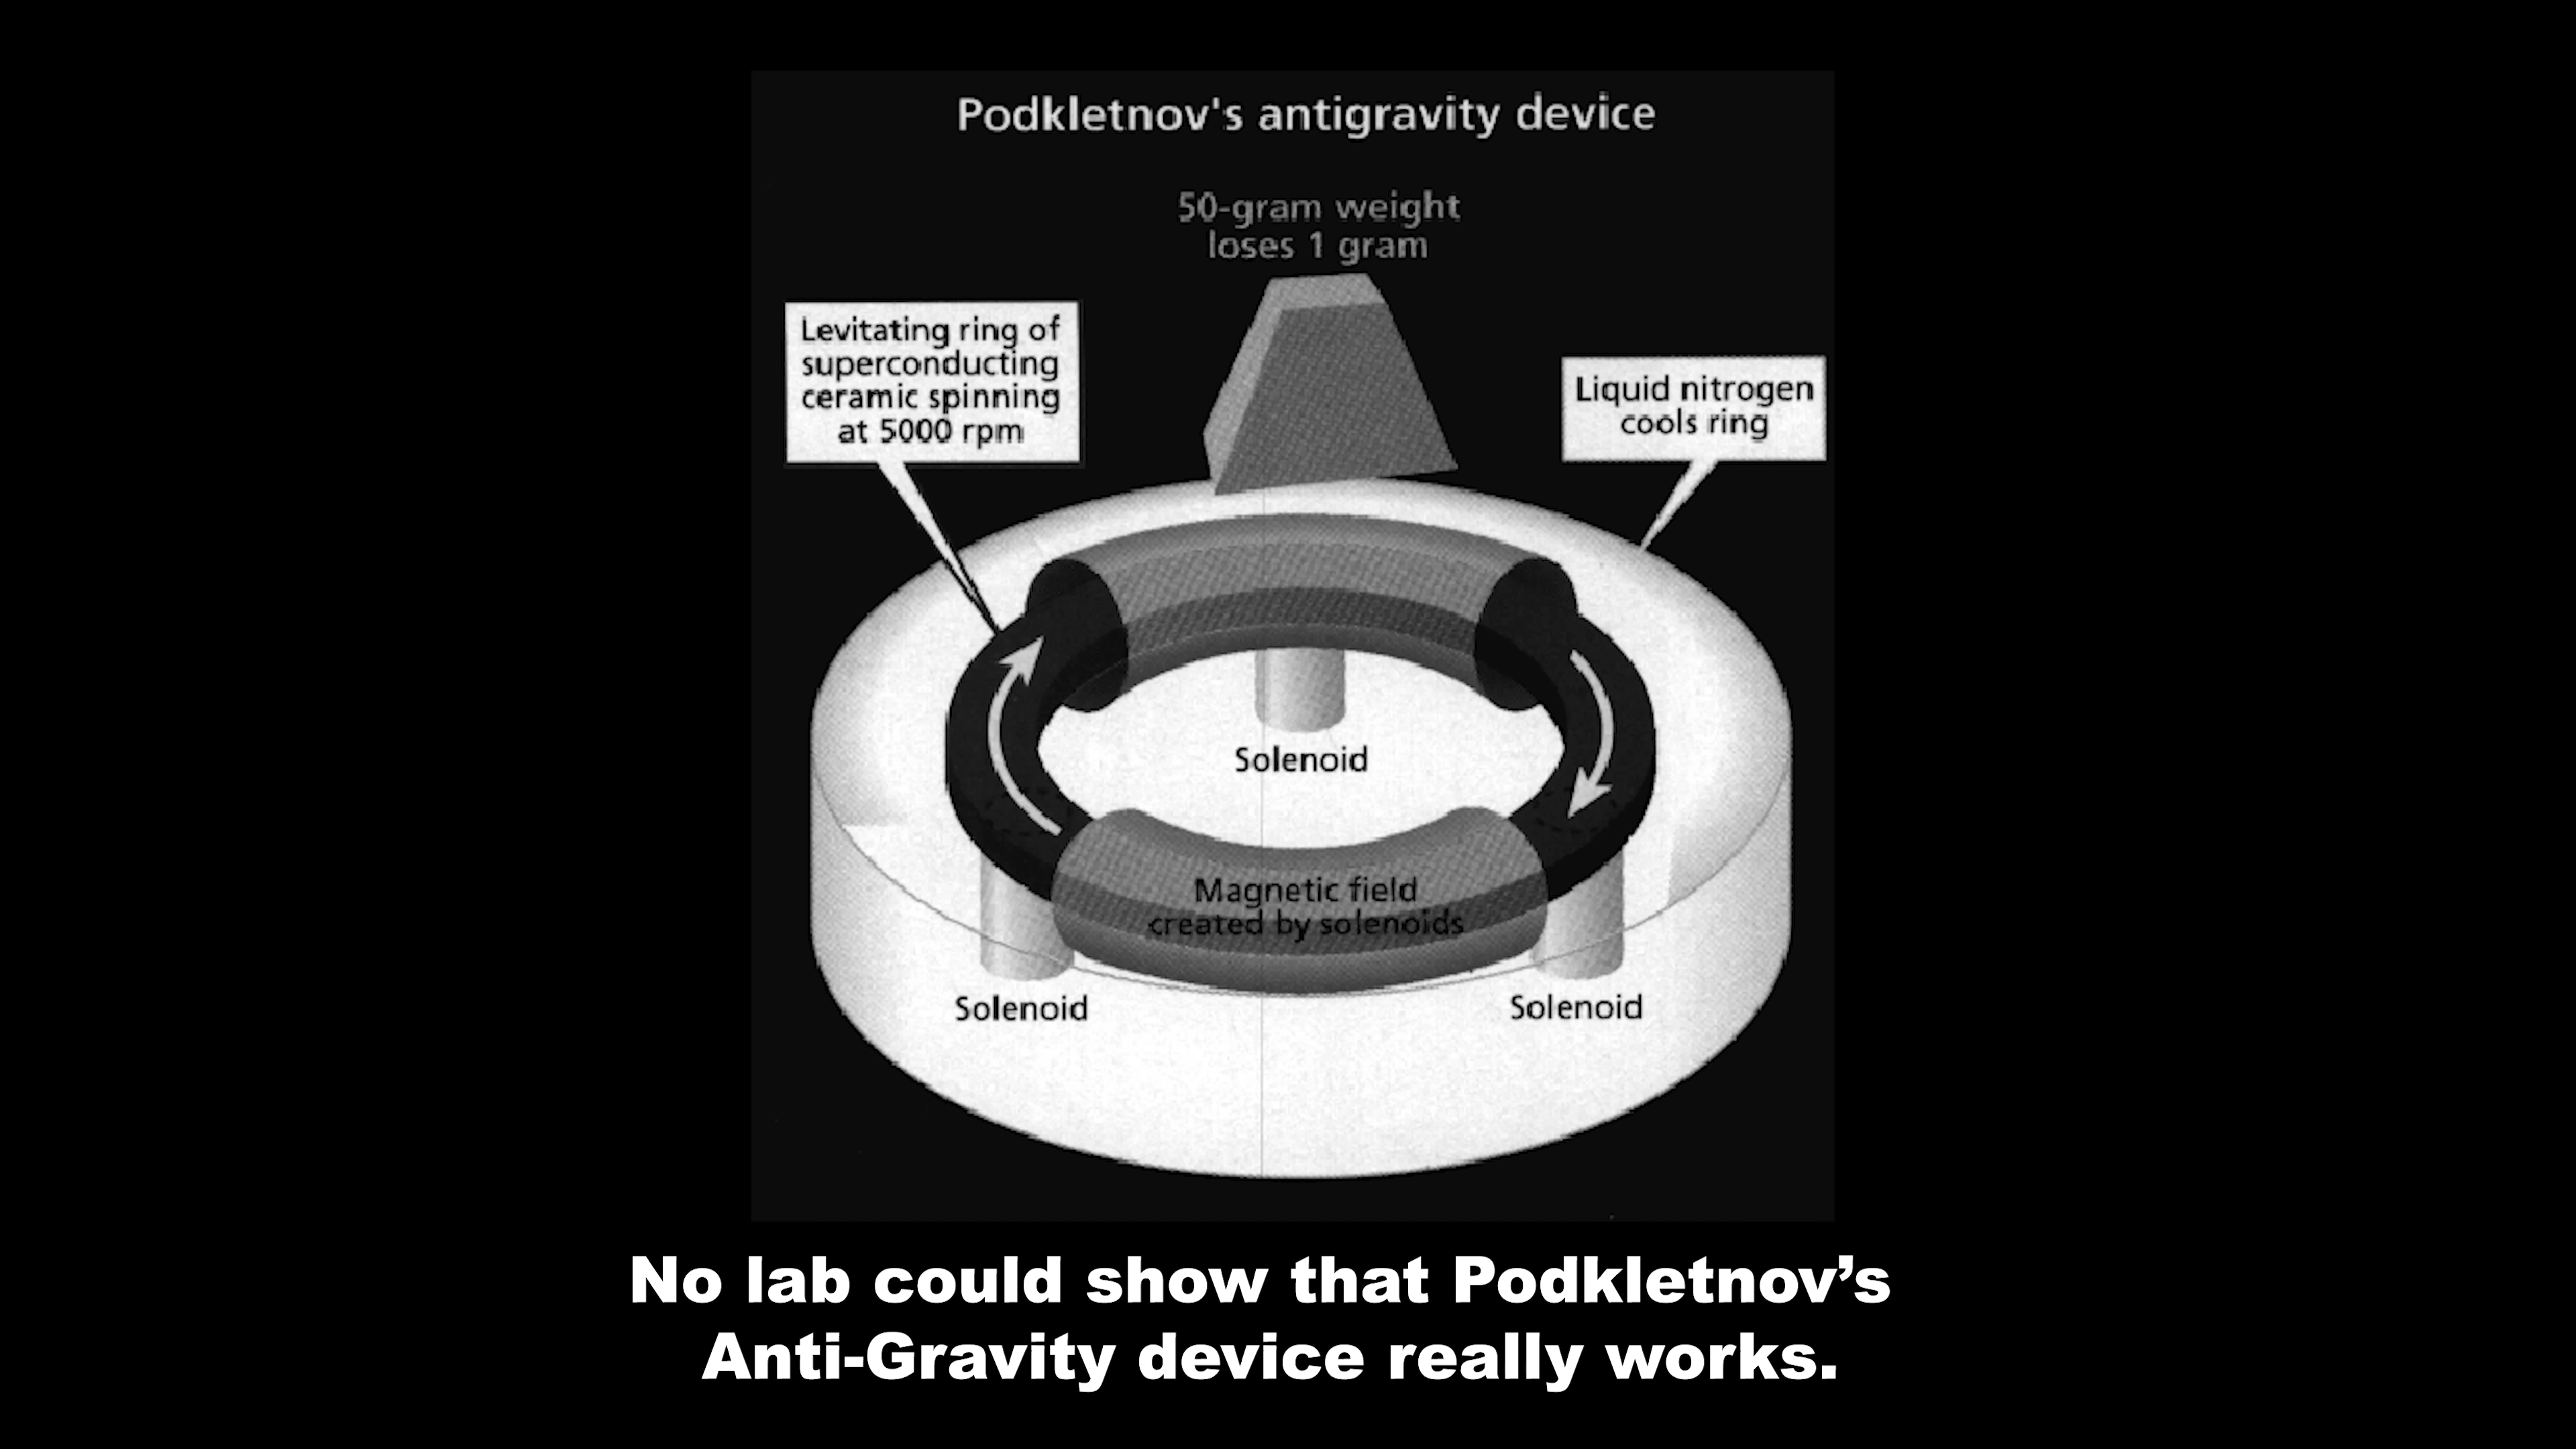 Podkletnov's antigravity device
50-gram weight
loses 1 gram
Levitating ring of
superconducting
ceramic spinning
at 5000 rpm
Liquid nitrogen
cools ring
Solenoid
Magnetic field
created by solenoids
Solenoid
Solenoid
No lab could show that Podkletnov’s
Anti-Gravity device really works.